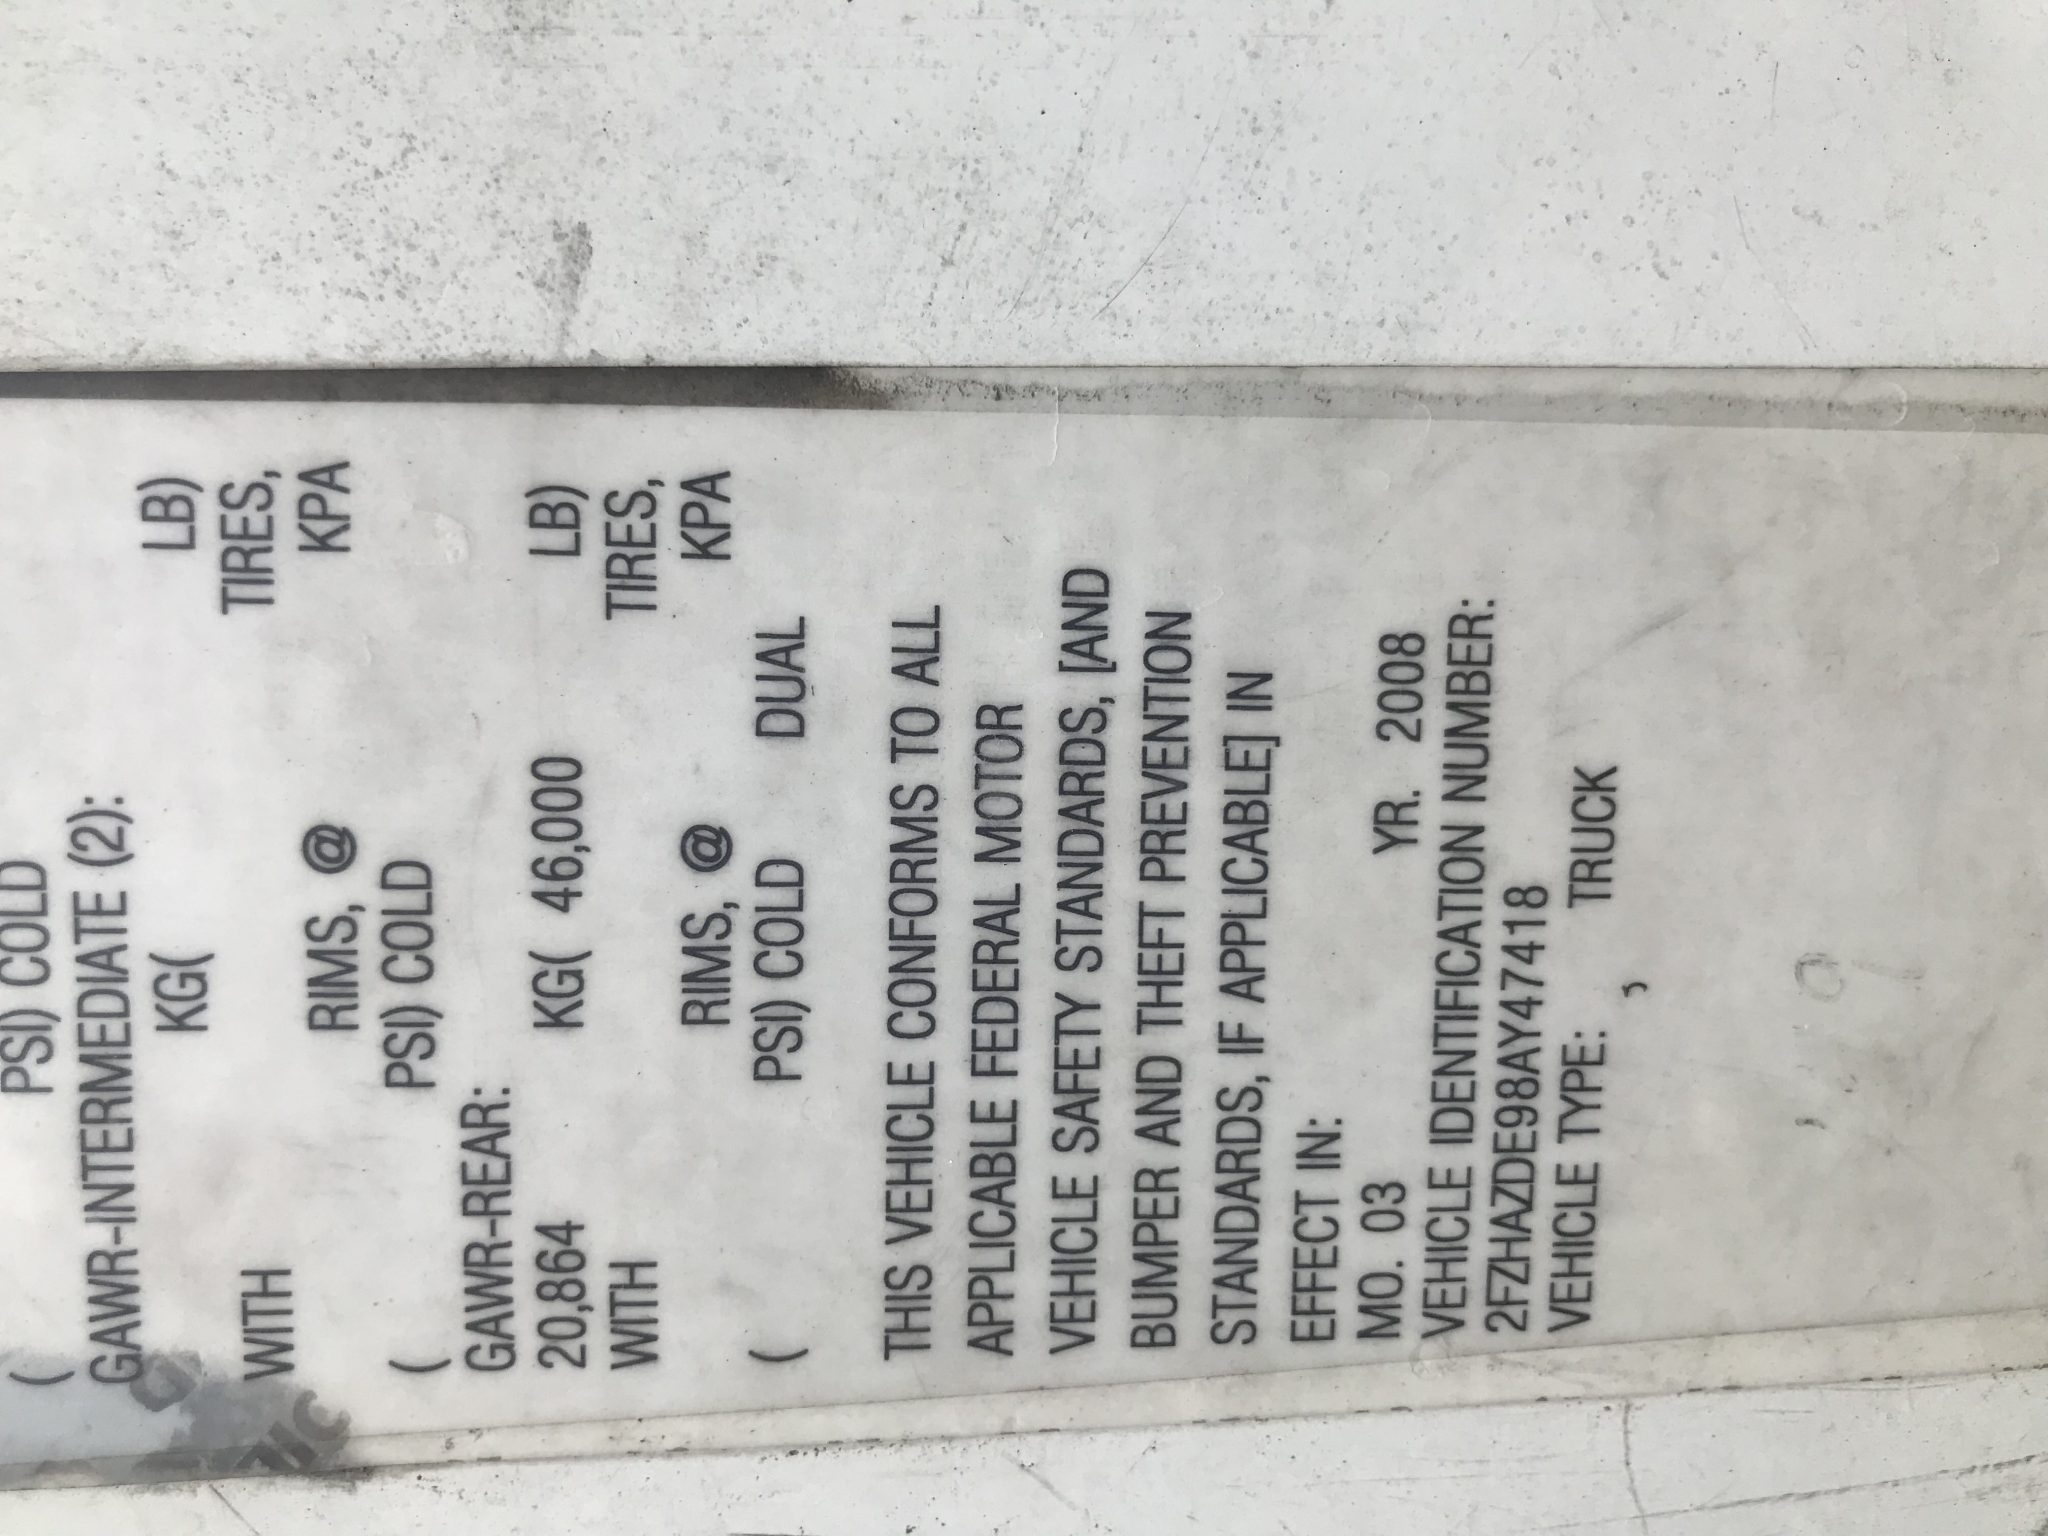 ( PSI) COLD
GAWR-INTERMEDIATE (2):
KG( LB)
WITH TIRES,
RIMS, @ KPA
( PSI) COLD
GAWR-REAR:
20,864 KG( 46,000 LB)
WITH TIRES,
RIMS, @ KPA
( PSI) COLD DUAL
THIS VEHICLE CONFORMS TO ALL
APPLICABLE FEDERAL MOTOR
VEHICLE SAFETY STANDARDS, [AND
BUMPER AND THEFT PREVENTION
STANDARDS, IF APPLICABLE] IN
EFFECT IN:
MO. 03 YR. 2008
VEHICLE IDENTIFICATION NUMBER:
2FZHAZDE98AY47418
VEHICLE TYPE: TRUCK
,